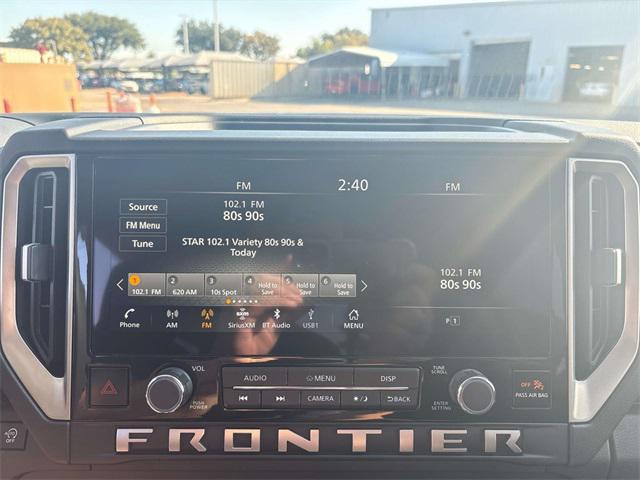 FM 2:40 FM
Source
FM Menu
Tune
102.1 FM
80s 90s
STAR 102.1 Variety 80s 90s &
Today
102.1 FM
80s 90s
1 2 3 4 5 6
102.1 FM 620 AM 10s Spot Hold to Save Hold to Save Hold to Save
Phone AM FM SiriusXM BT Audio USB1 MENU
P 1
VOL
PUSH
POWER
AUDIO MENU DISP
CAMERA BACK
TUNE
SCROLL
ENTER
SETTING
OFF
PASS AIR BAG
OFF
FRONTIER